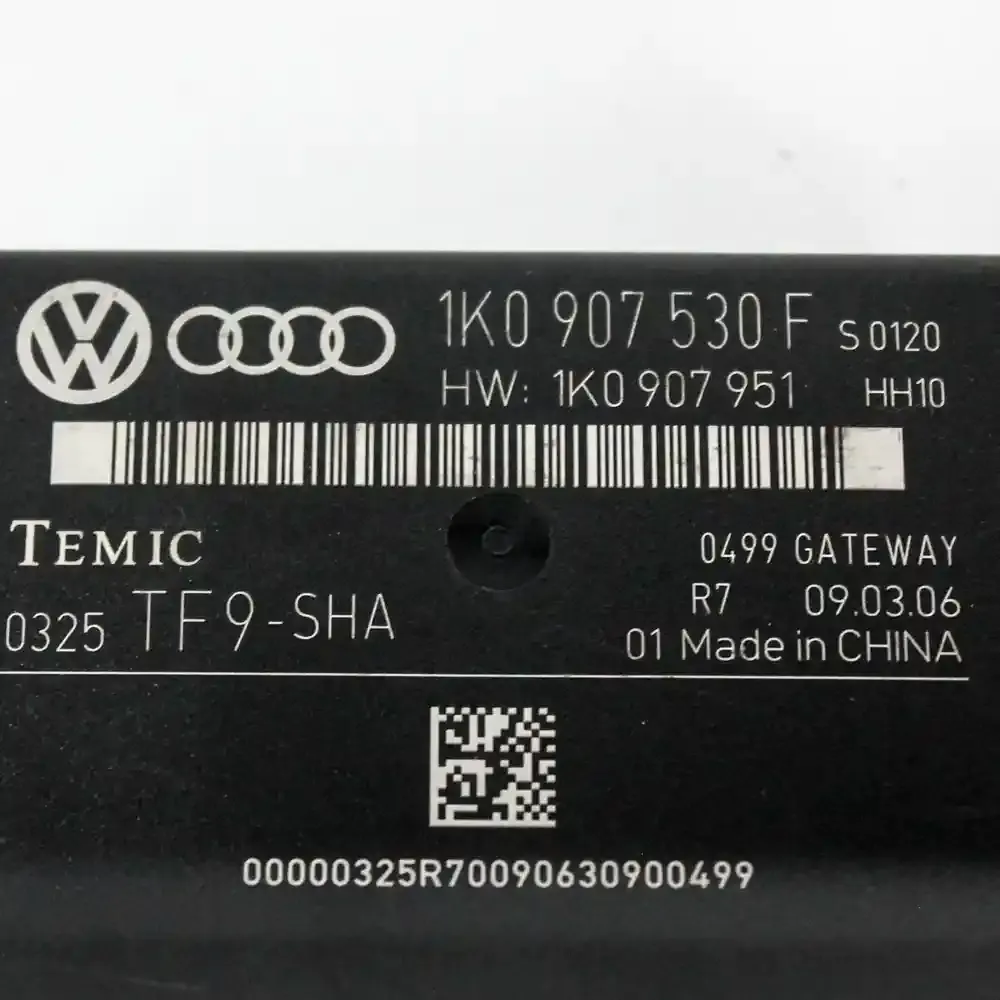 1K0 907 530 F S 0120
HW: 1K0 907 951 HH10
TEMIC
0499 GATEWAY
R7 09.03.06
0325 TF9-SHA
01 Made in CHINA
00000325R70090630900499